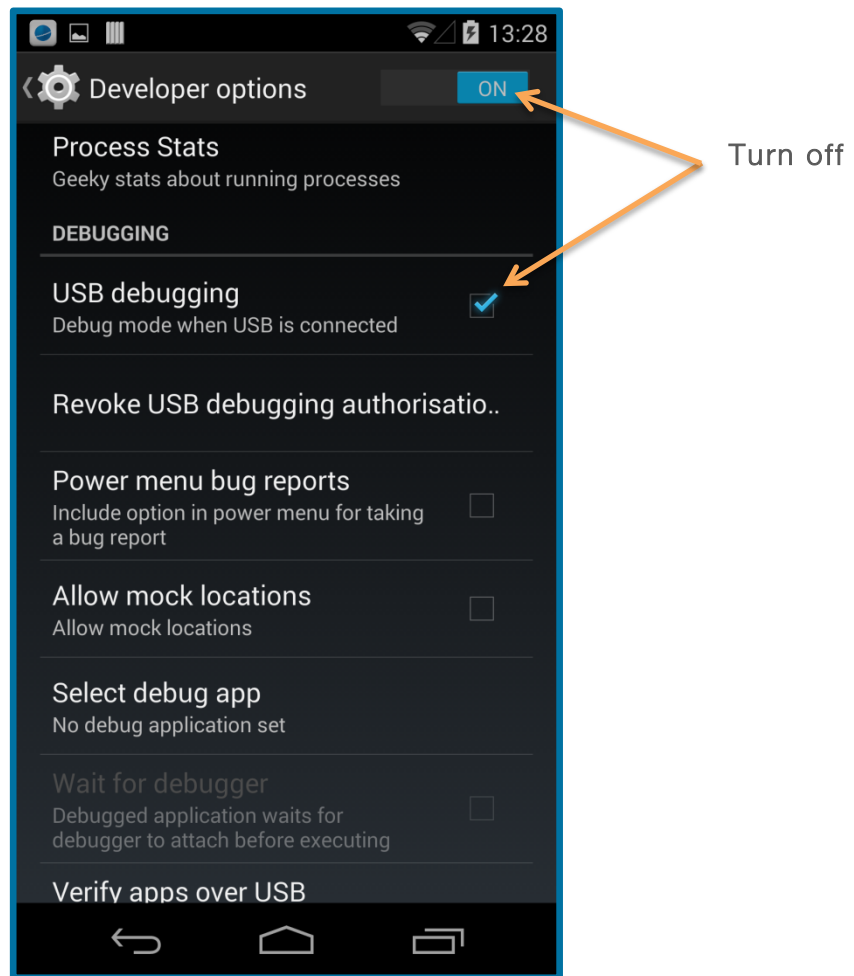 13:28
Developer options
ON
Turn off
Process Stats
Geeky stats about running processes
DEBUGGING
USB debugging
Debug mode when USB is connected
Revoke USB debugging authorisatio..
Power menu bug reports
Include option in power menu for taking
a bug report
Allow mock locations
Allow mock locations
Select debug app
No debug application set
Wait for debugger
Debugged application waits for
debugger to attach before executing
Verify apps over USB